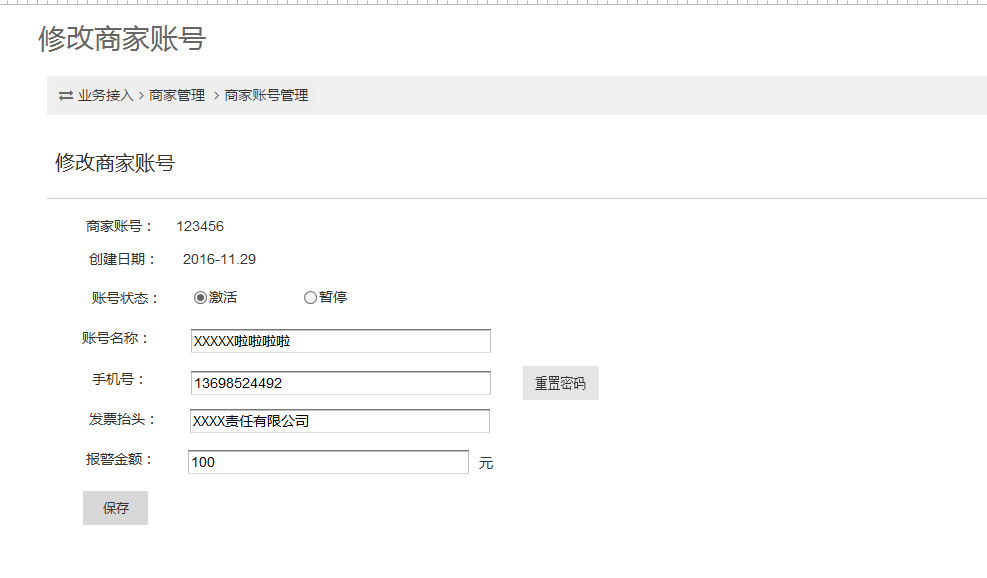 修改商家账号
业务接入 > 商家管理 > 商家账号管理
修改商家账号
商家账号： 123456
创建日期： 2016-11.29
账号状态： 激活 暂停
账号名称： XXXXX啦啦啦啦
手机号： 13698524492 重置密码
发票抬头： XXXX责任有限公司
报警金额： 100 元
保存